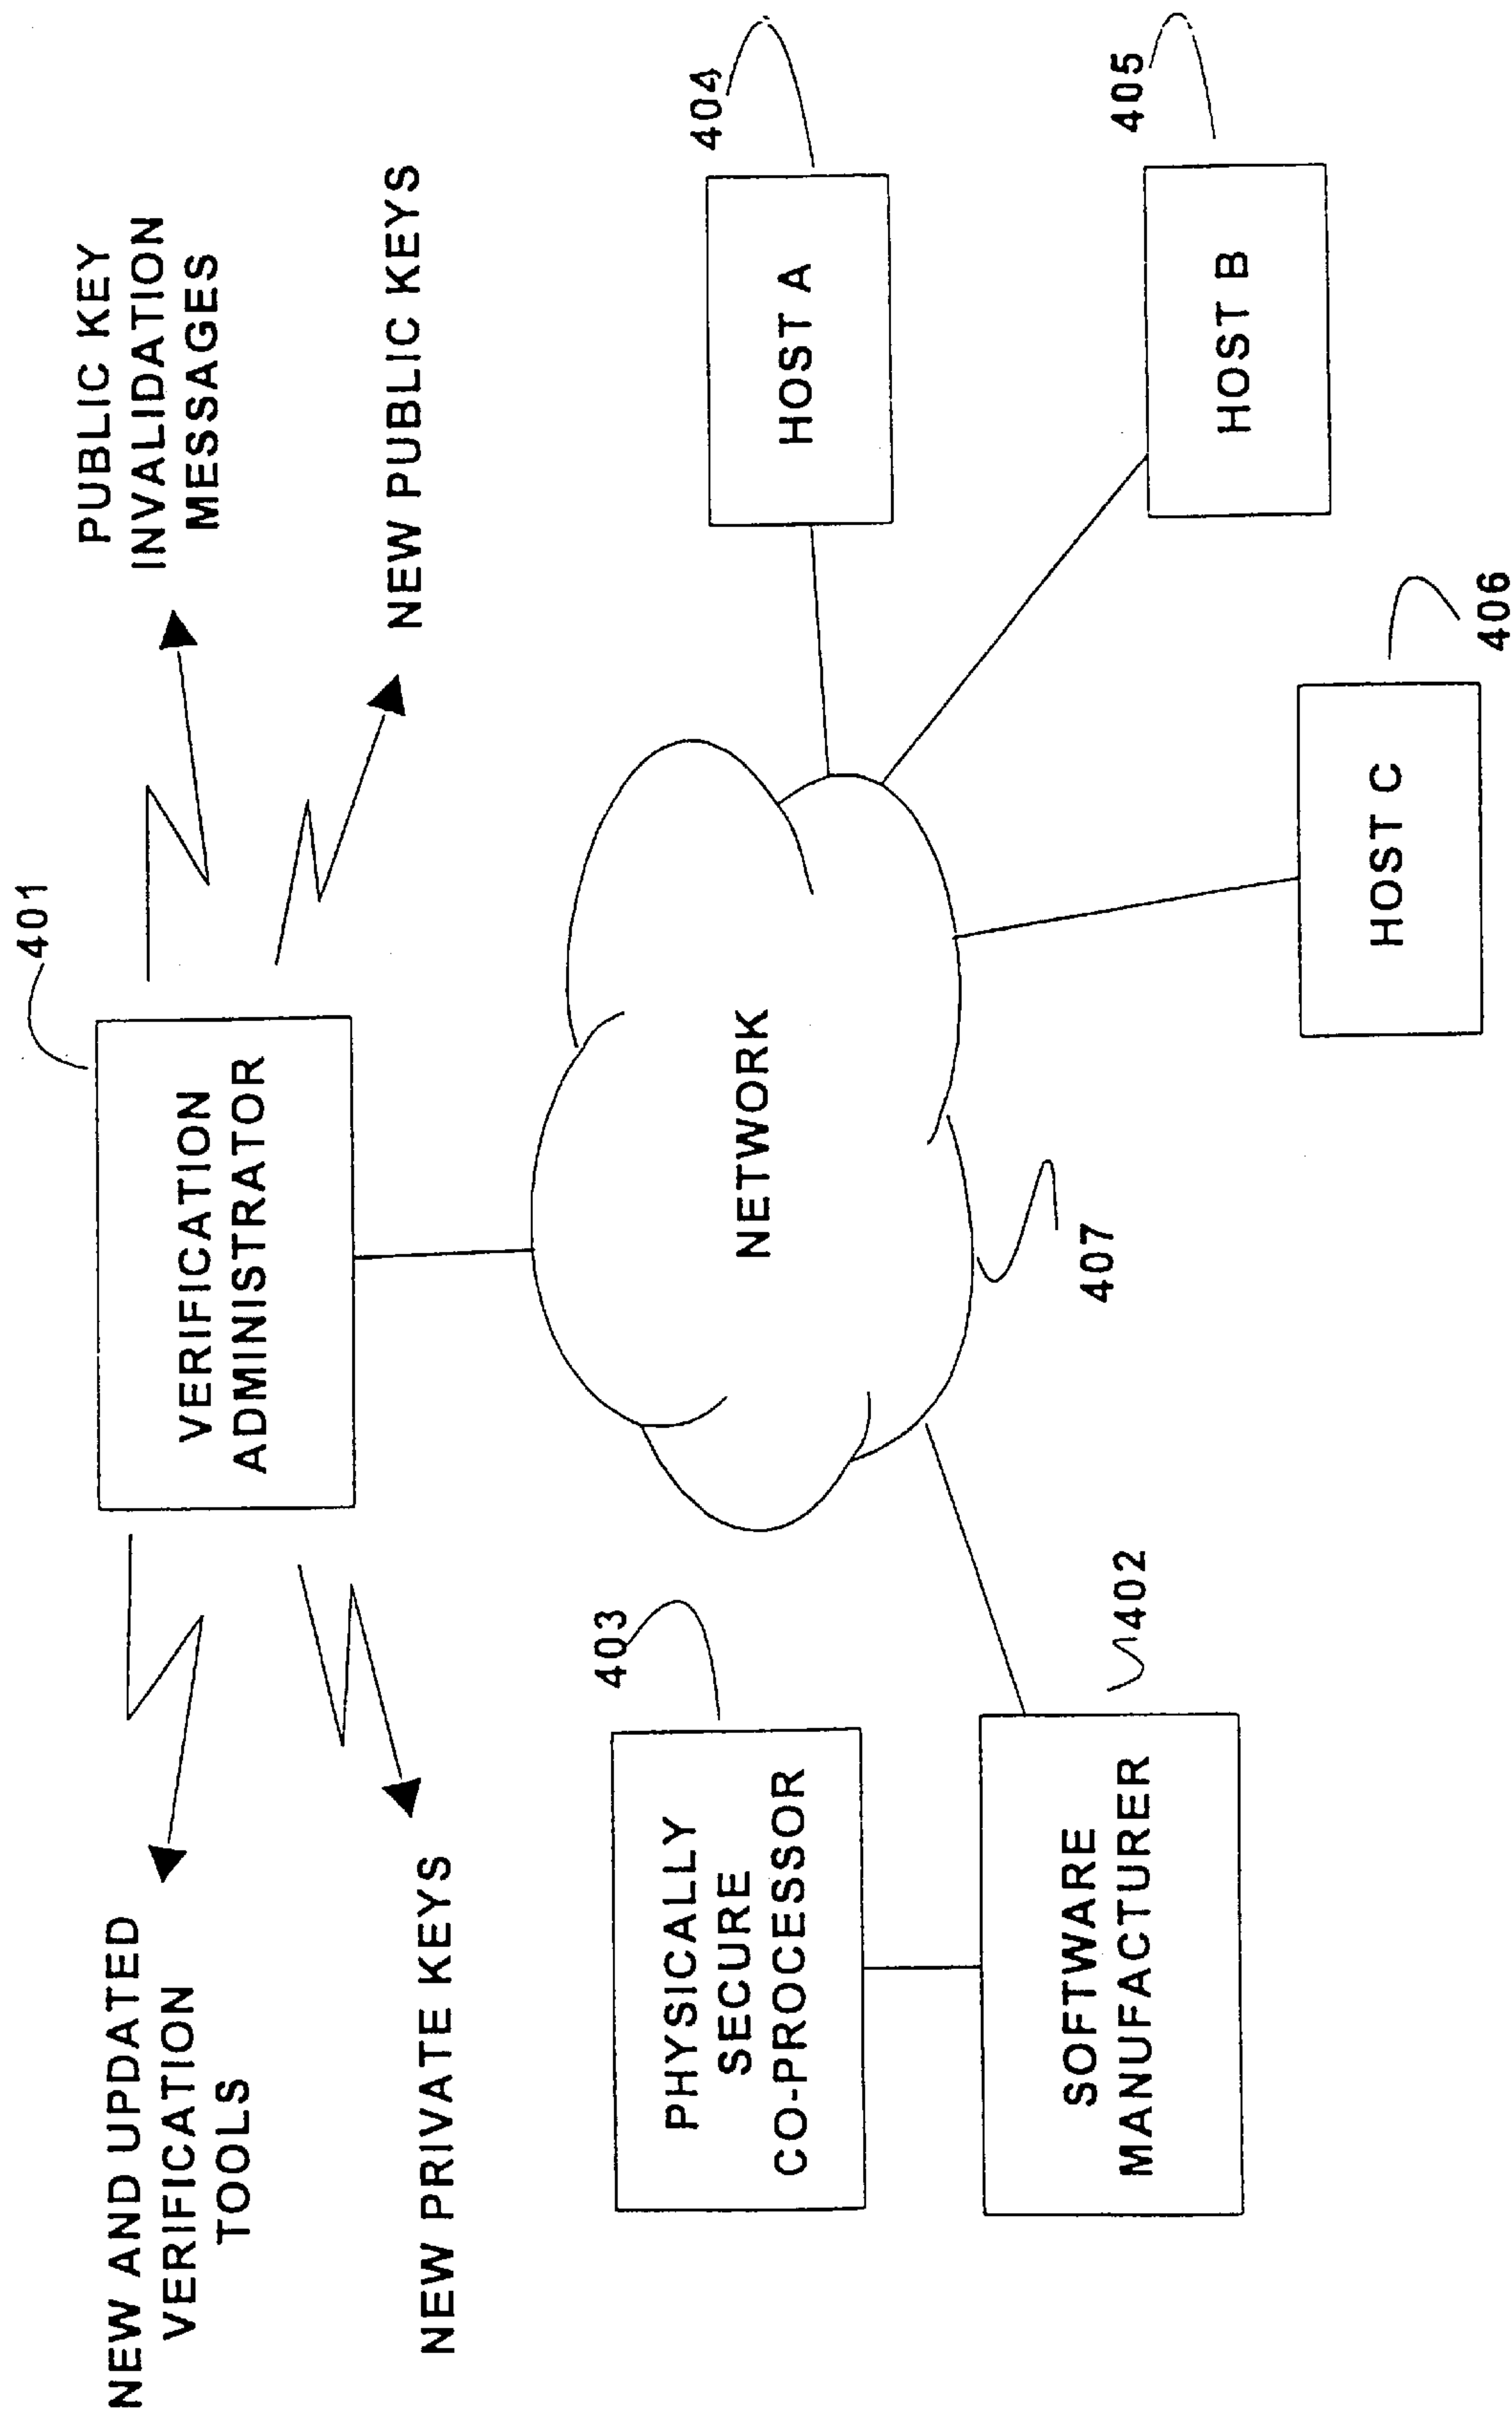 401
VERIFICATION
ADMINISTRATOR
NEW AND UPDATED
VERIFICATION
TOOLS
NEW PRIVATE KEYS
PUBLIC KEY
INVALIDATION
MESSAGES
NEW PUBLIC KEYS
403
PHYSICALLY
SECURE
CO-PROCESSOR
402
SOFTWARE
MANUFACTURER
NETWORK
407
404
HOST A
405
HOST B
HOST C
406